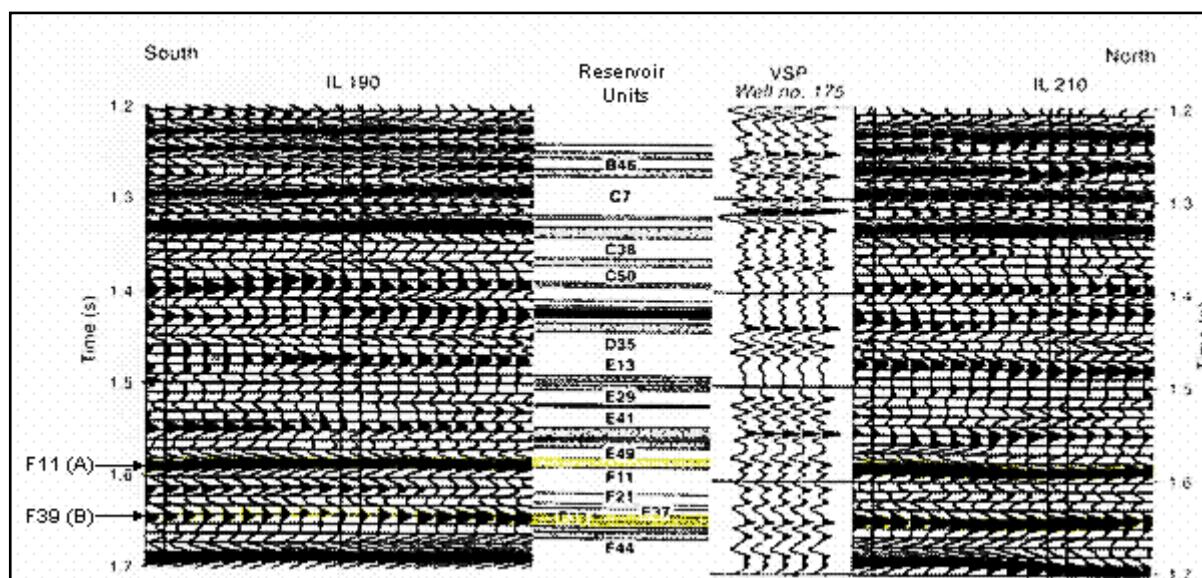 South
North
IL 190
Reservoir
Units
VSP
Well no. 175
IL 210
1.2
1.3
1.4
1.5
1.6
1.7
Time (s)
B46
C7
C38
C50
D35
E13
E29
E41
E49
F11
F21
F37
F44
F11 (A)
F39 (B)
1.2
1.3
1.4
1.5
1.6